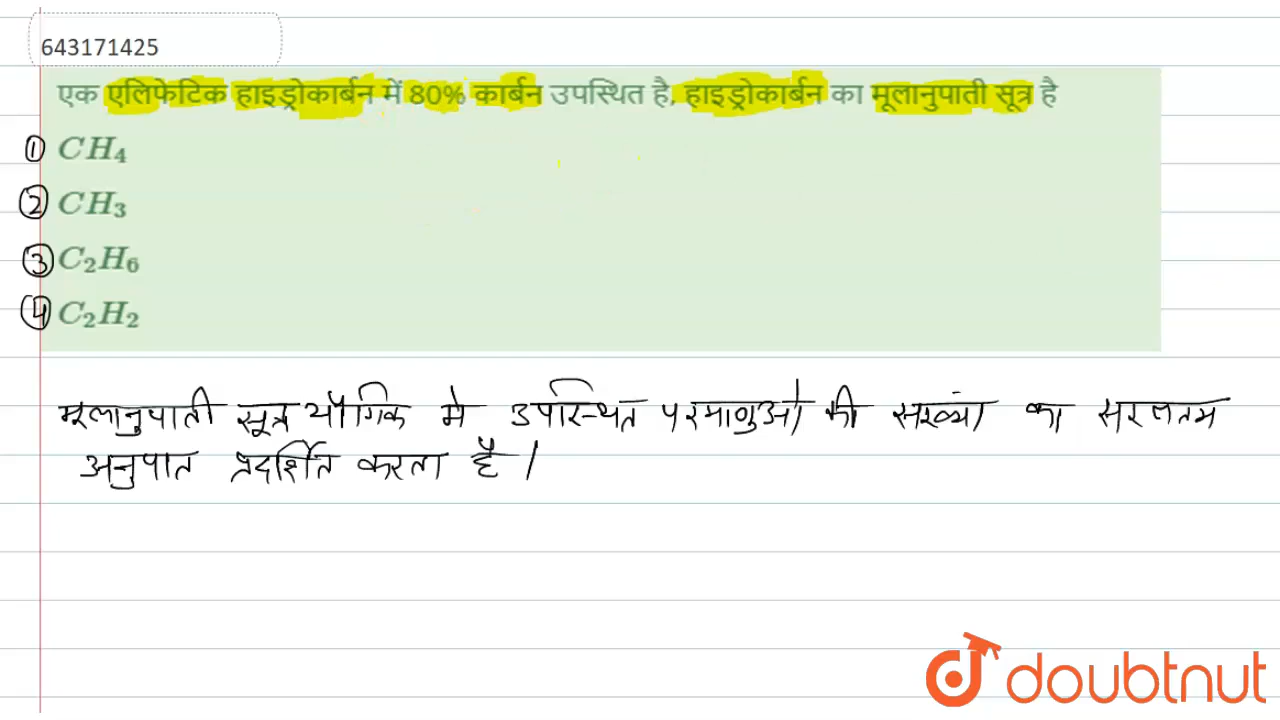 643171425
एक एलिफेटिक हाइड्रोकार्बन में 80% कार्बन उपस्थित है, हाइड्रोकार्बन का मूलानुपाती सूत्र है
① CH₄
② CH₃
③ C₂H₆
④ C₂H₂
मूलानुपाती सूत्र यौगिक मे उपस्थित परमाणुओ की संख्या का सरलतम
अनुपात प्रदर्शित करता है ।
doubtnut